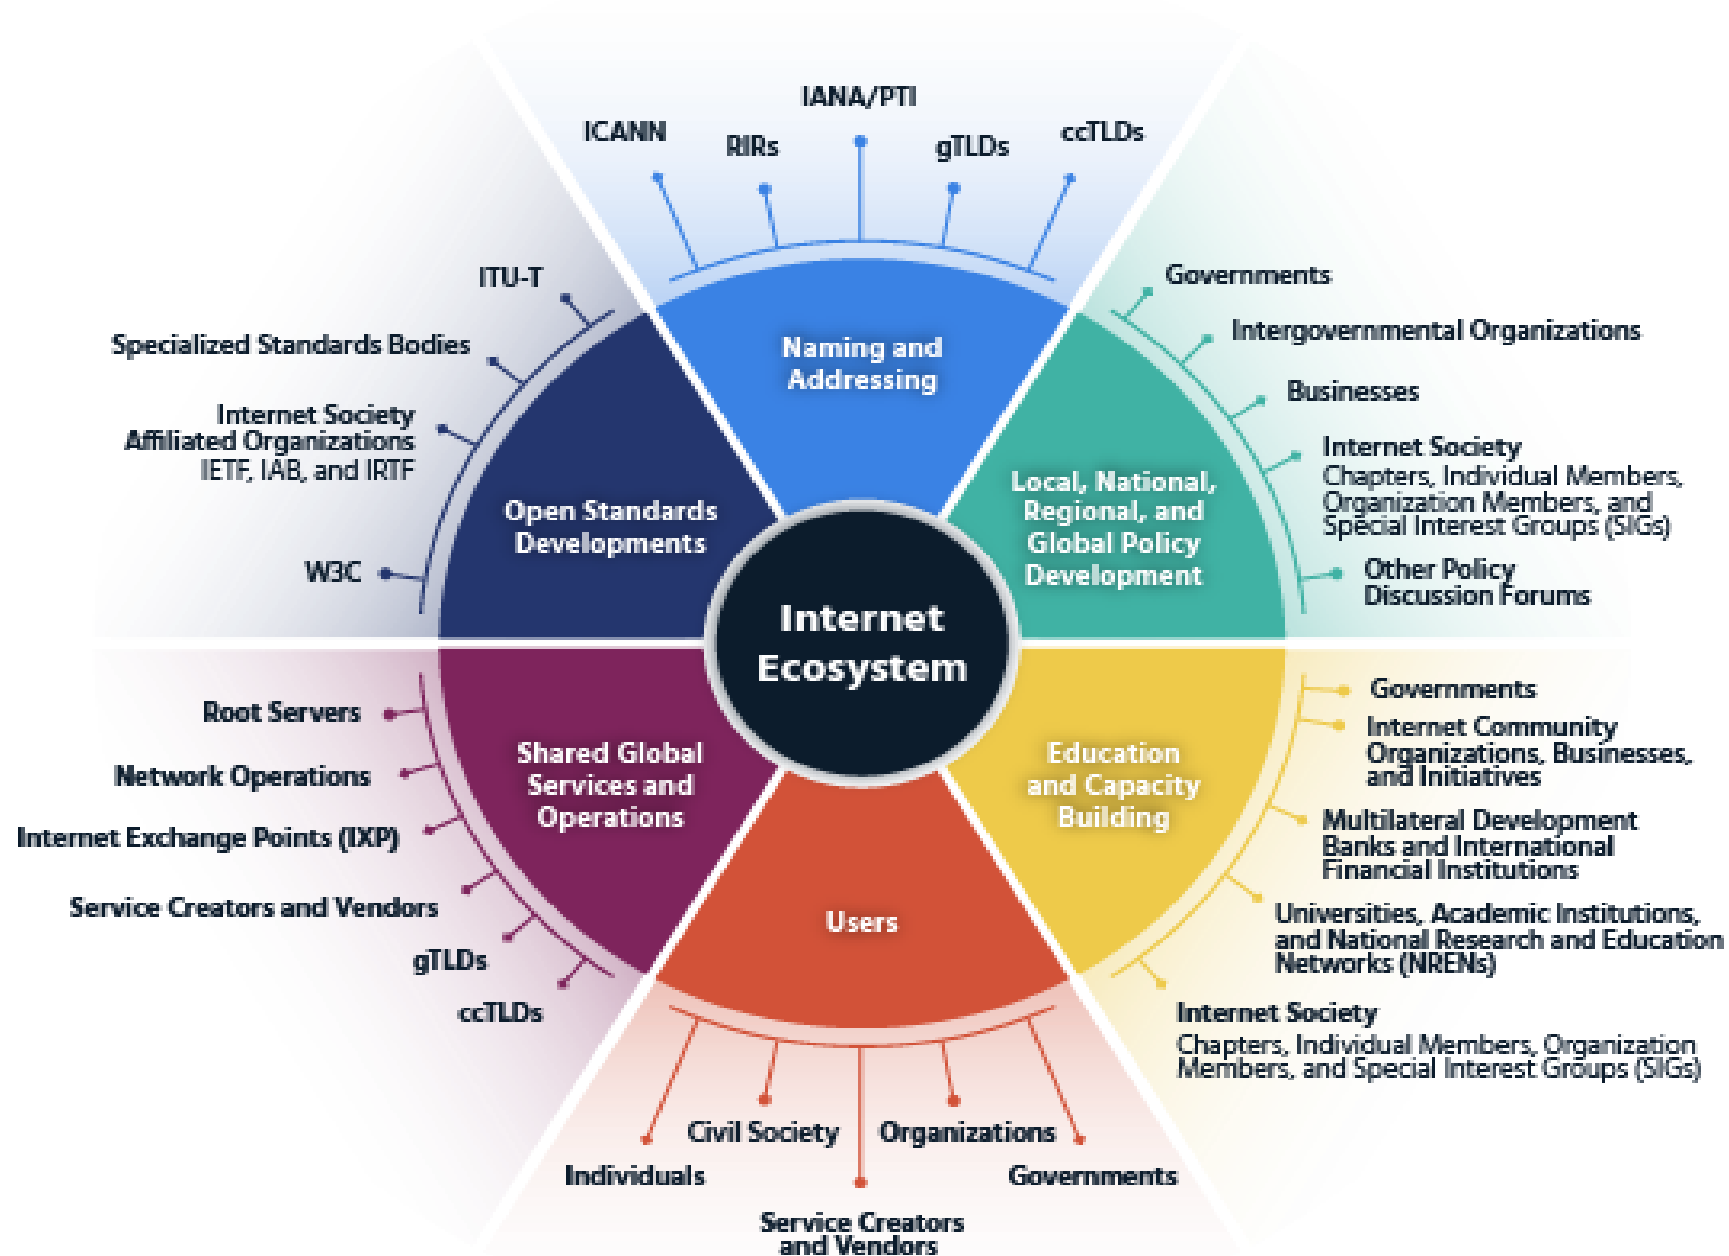 IANA/PTI
ICANN
RIRs
gTLDs
ccTLDs
Naming and
Addressing
Governments
Intergovernmental Organizations
Businesses
Internet Society
Chapters, Individual Members,
Organization Members, and
Special Interest Groups (SIGs)
Other Policy
Discussion Forums
Local, National,
Regional, and
Global Policy
Development
ITU-T
Specialized Standards Bodies
Internet Society
Affiliated Organizations
IETF, IAB, and IRTF
W3C
Open Standards
Developments
Internet
Ecosystem
Root Servers
Network Operations
Internet Exchange Points (IXP)
Service Creators and Vendors
gTLDs
ccTLDs
Shared Global
Services and
Operations
Education
and Capacity
Building
Governments
Internet Community
Organizations, Businesses,
and Initiatives
Multilateral Development
Banks and International
Financial Institutions
Universities, Academic Institutions,
and National Research and Education
Networks (NRENs)
Internet Society
Chapters, Individual Members, Organization
Members, and Special Interest Groups (SIGs)
Users
Civil Society
Organizations
Individuals
Governments
Service Creators
and Vendors